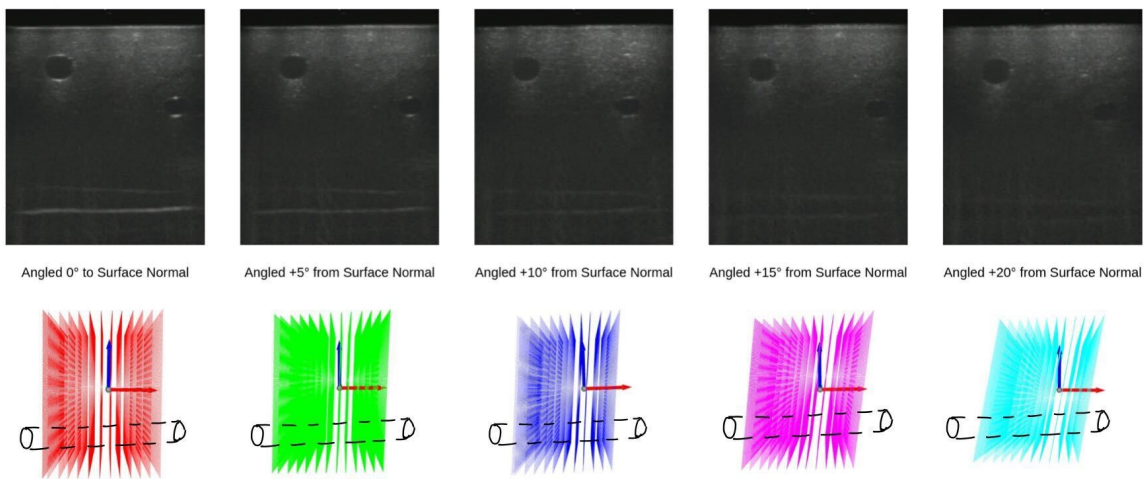 Angled 0° to Surface Normal
Angled +5° from Surface Normal
Angled +10° from Surface Normal
Angled +15° from Surface Normal
Angled +20° from Surface Normal